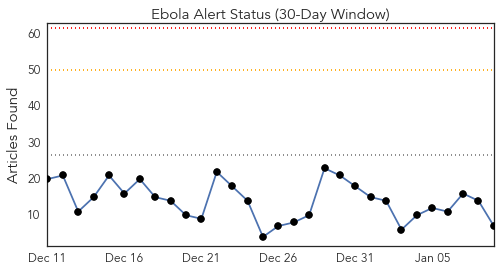 Ebola Alert Status (30-Day Window)
Articles Found
60
50
40
30
20
10
Dec 11 Dec 16 Dec 21 Dec 26 Dec 31 Jan 05